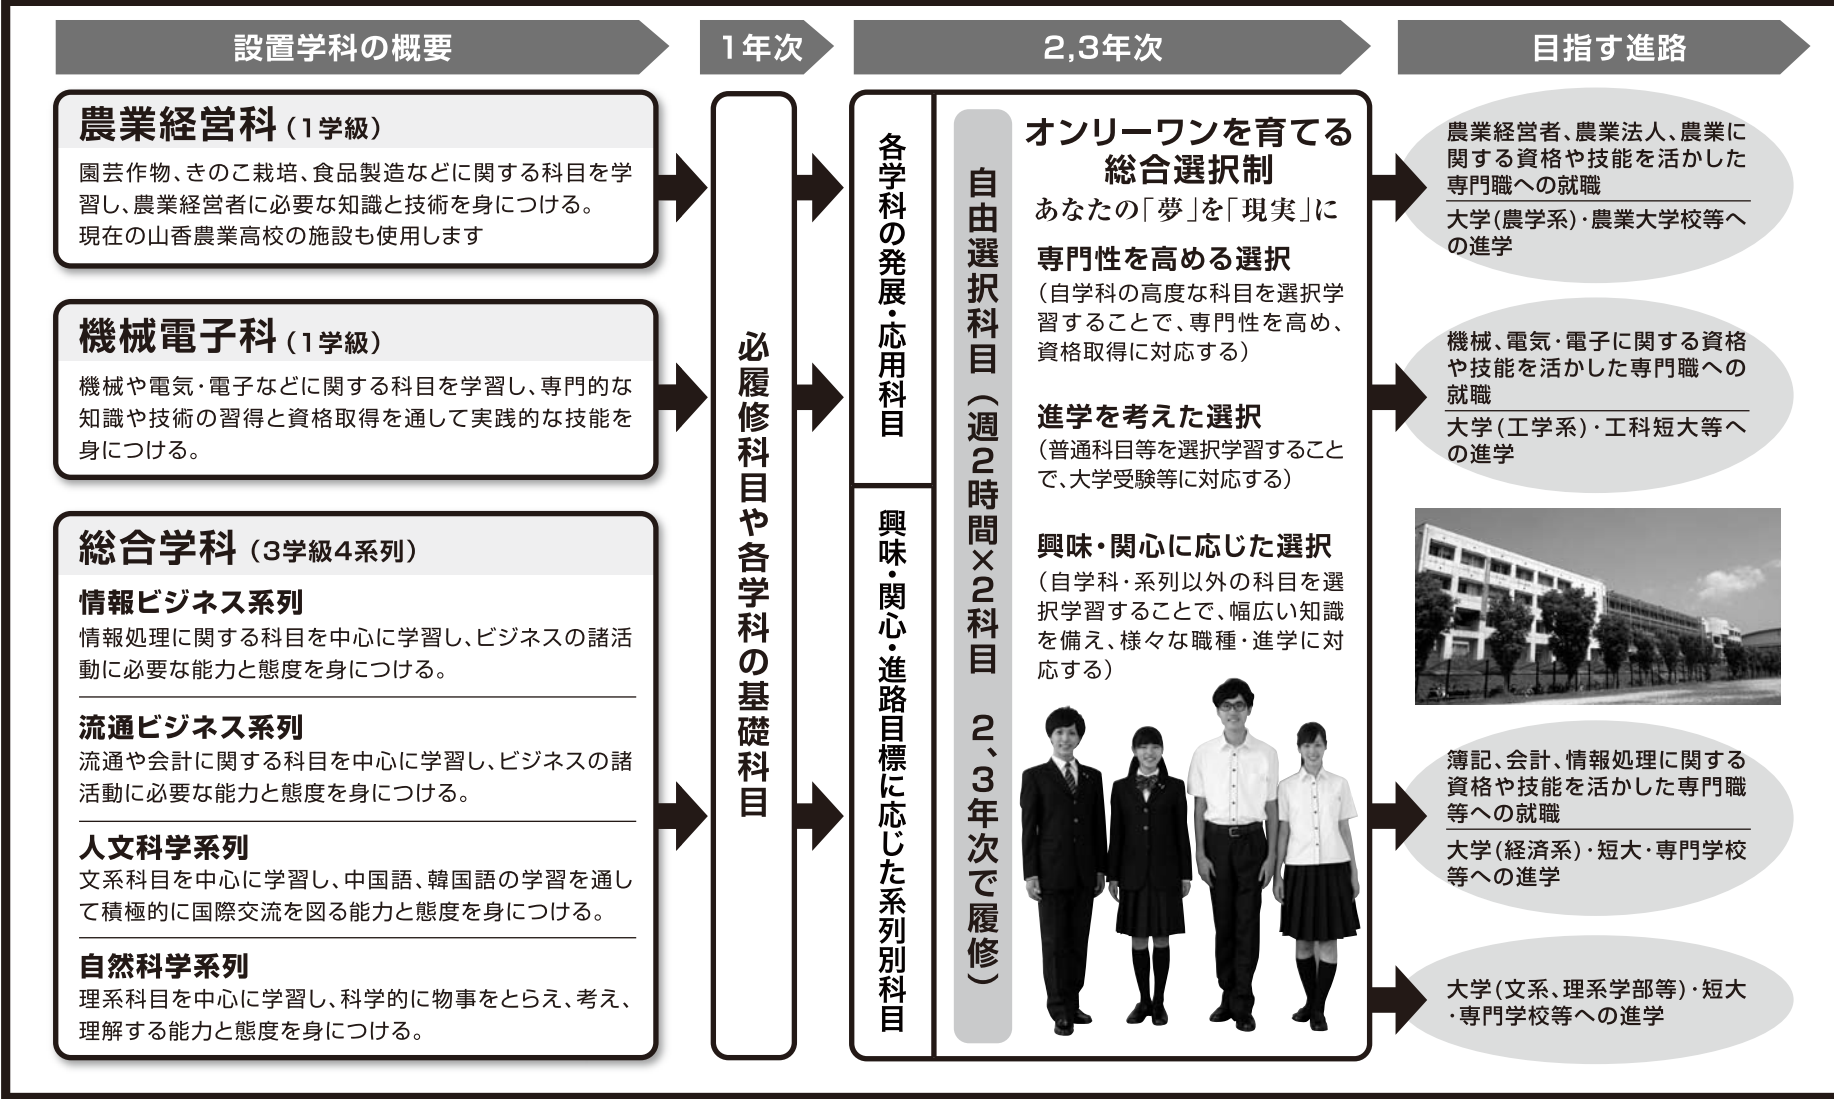 設置学科の概要
1年次
2,3年次
目指す進路
農業経営科（1学級）
園芸作物、きのこ栽培、食品製造などに関する科目を学
習し、農業経営者に必要な知識と技術を身につける。
現在の山香農業高校の施設も使用します
機械電子科（1学級）
機械や電気・電子などに関する科目を学習し、専門的な
知識や技術の習得と資格取得を通して実践的な技能を
身につける。
総合学科（3学級4系列）
情報ビジネス系列
情報処理に関する科目を中心に学習し、ビジネスの諸活
動に必要な能力と態度を身につける。
流通ビジネス系列
流通や会計に関する科目を中心に学習し、ビジネスの諸
活動に必要な能力と態度を身につける。
人文科学系列
文系科目を中心に学習し、中国語、韓国語の学習を通し
て積極的に国際交流を図る能力と態度を身につける。
自然科学系列
理系科目を中心に学習し、科学的に物事をとらえ、考え、
理解する能力と態度を身につける。
必履修科目や各学科の基礎科目
各学科の発展・応用科目
興味・関心・進路目標に応じた系列別科目
自由選択科目（週2時間×2科目　2、3年次で履修）
オンリーワンを育てる
総合選択制
あなたの「夢」を「現実」に
専門性を高める選択
（自学科の高度な科目を選択学
習することで、専門性を高め、
資格取得に対応する）
進学を考えた選択
（普通科目等を選択学習すること
で、大学受験等に対応する）
興味・関心に応じた選択
（自学科・系列以外の科目を選
択学習することで、幅広い知識
を備え、様々な職種・進学に対
応する）
農業経営者、農業法人、農業に
関する資格や技能を活かした
専門職への就職
大学(農学系)・農業大学校等へ
の進学
機械、電気・電子に関する資格
や技能を活かした専門職への
就職
大学(工学系)・工科短大等へ
の進学
簿記、会計、情報処理に関する
資格や技能を活かした専門職
等への就職
大学(経済系)・短大・専門学校
等への進学
大学(文系、理系学部等)・短大
・専門学校等への進学